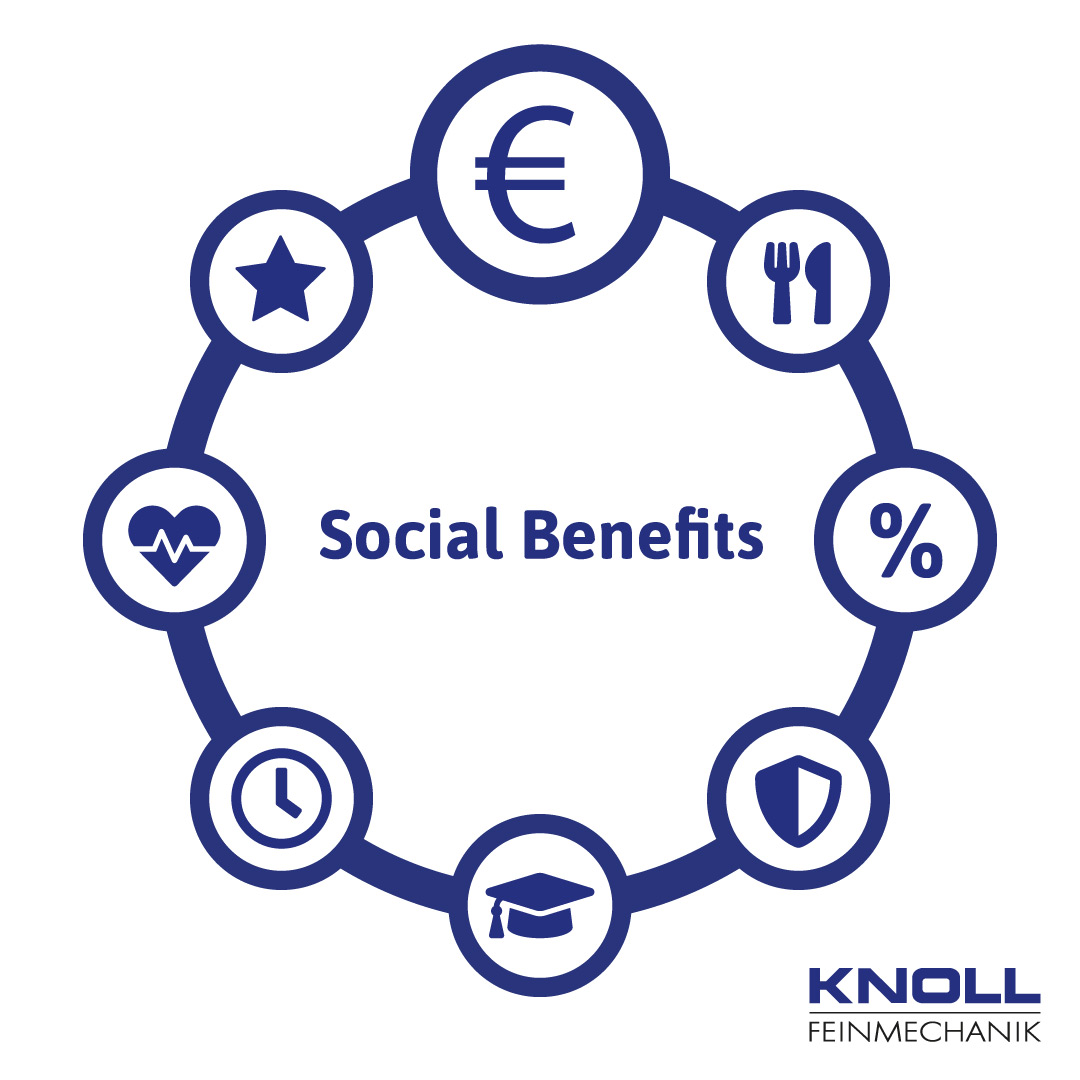 €
%
Social Benefits
KNOLL
FEINMECHANIK